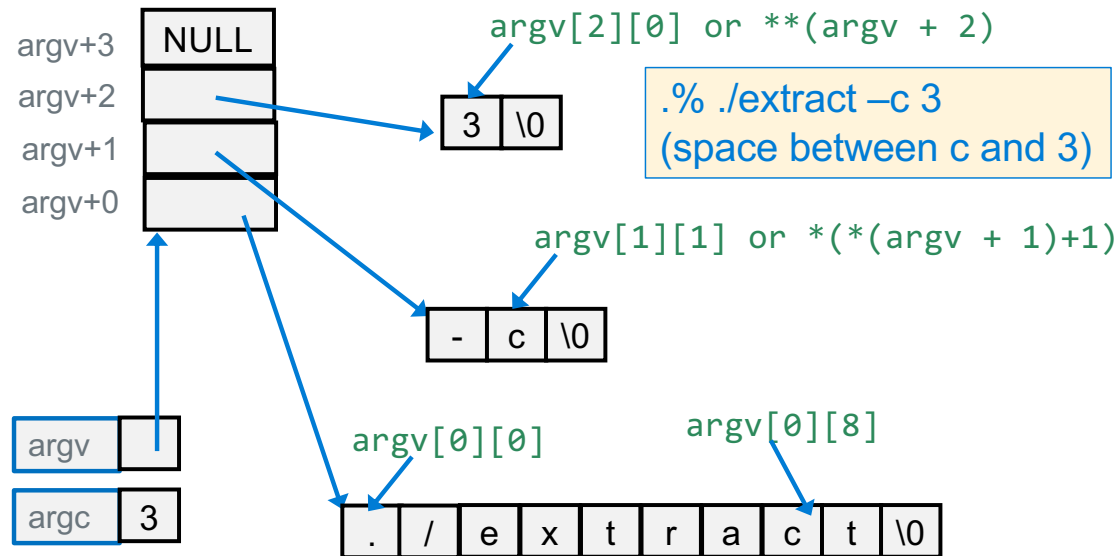 argv[2][0] or **(argv + 2)
argv+3 NULL
argv+2
argv+1
argv+0
3 \0
.% ./extract –c 3
(space between c and 3)
argv[1][1] or *(*(argv + 1)+1)
- c \0
argv
argc 3
argv[0][0]
argv[0][8]
. / e x t r a c t \0